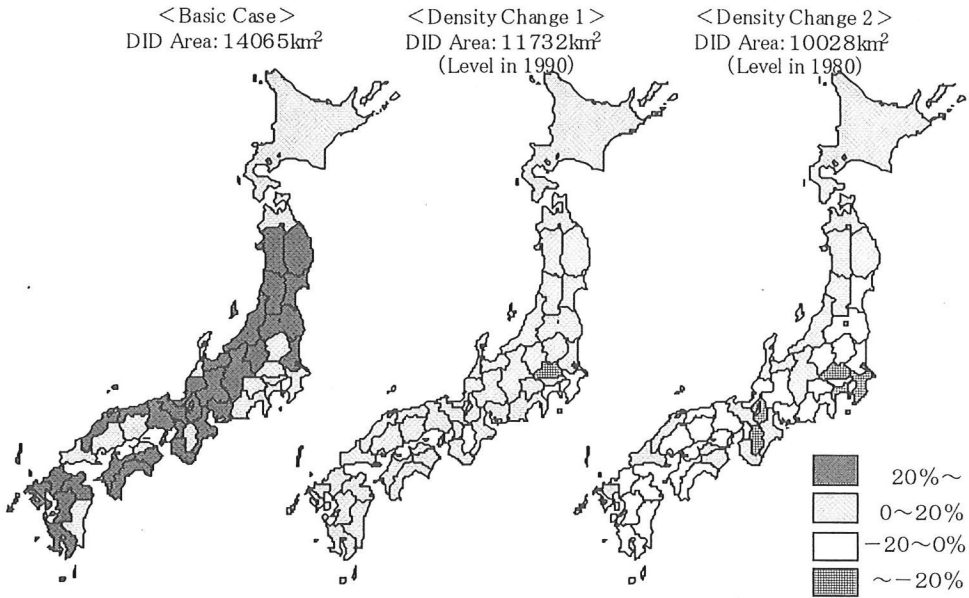 <Basic Case>
DID Area: 14065km²
<Density Change 1>
DID Area: 11732km²
(Level in 1990)
<Density Change 2>
DID Area: 10028km²
(Level in 1980)
20%~
0~20%
-20~0%
~-20%